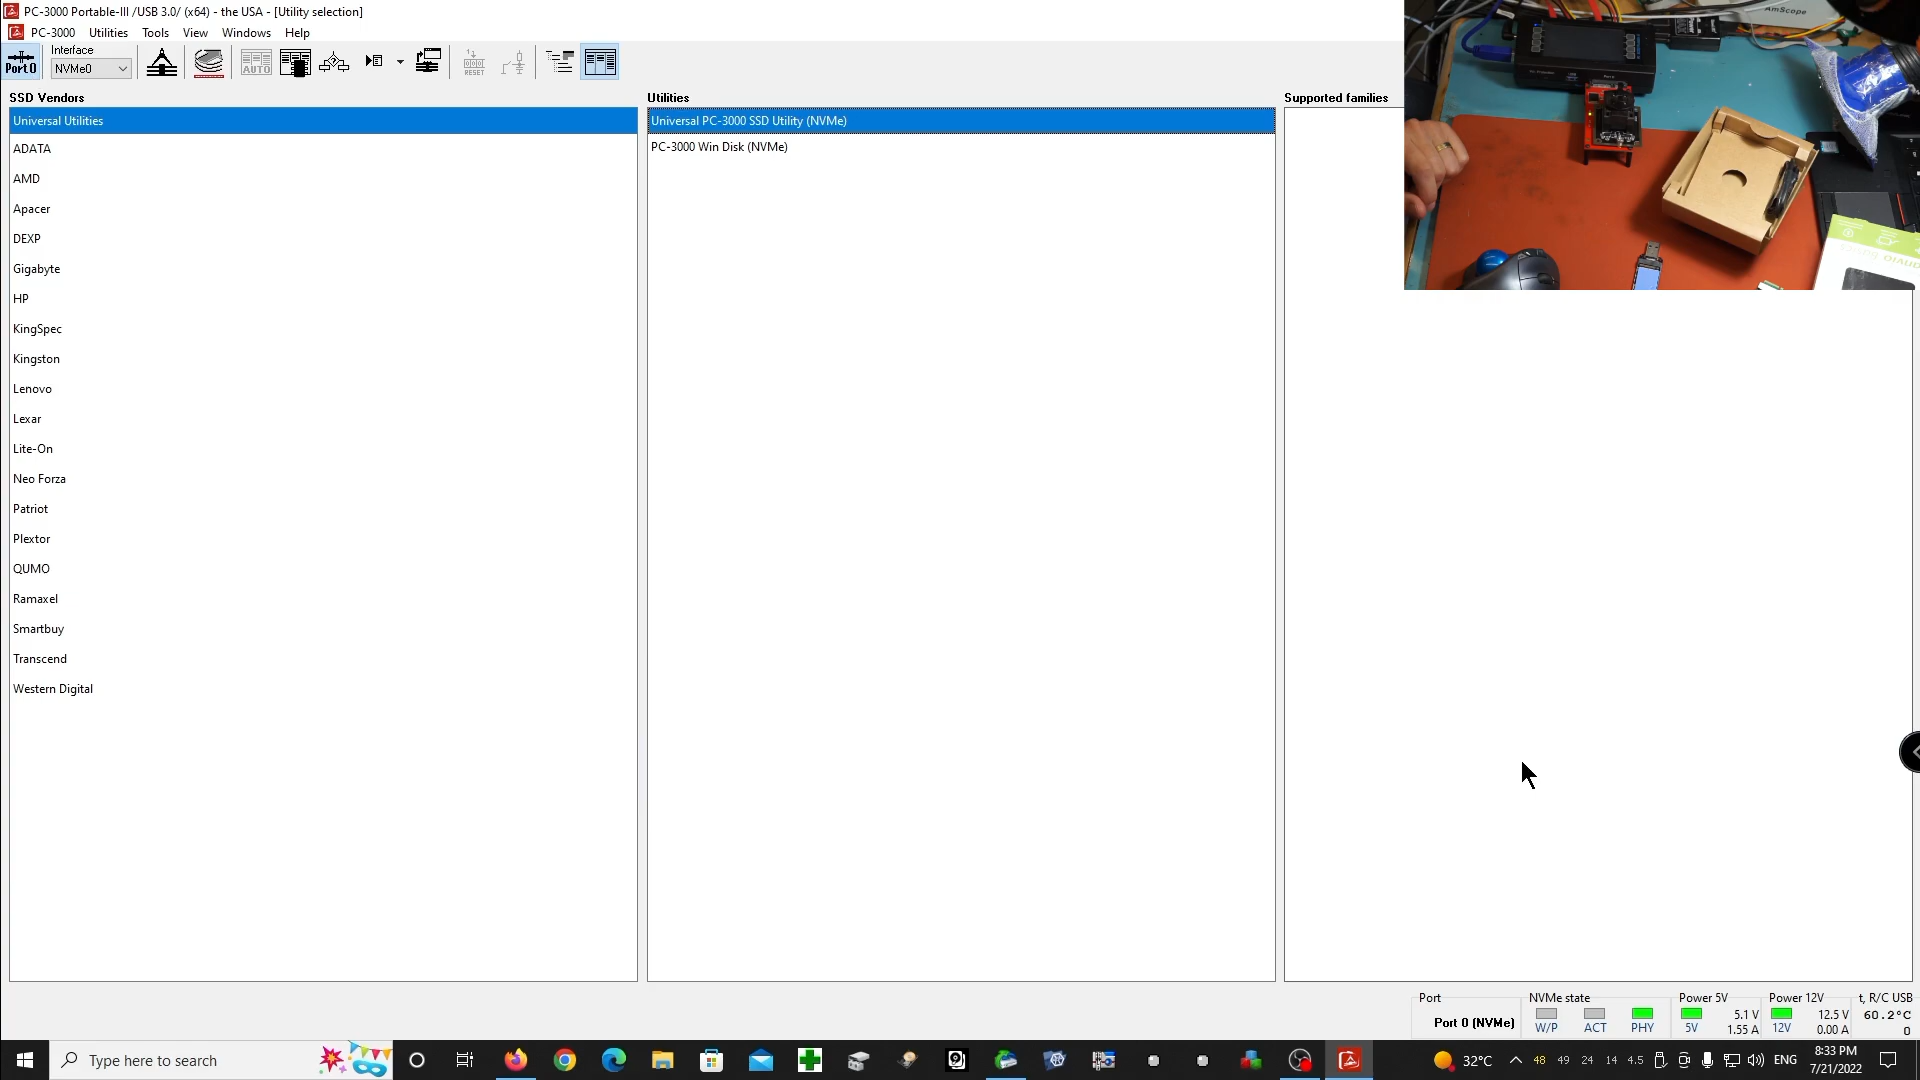 PC-3000 Portable-III /USB 3.0/ (x64) - the USA - [Utility selection]
PC-3000 Utilities Tools View Windows Help
Port 0
Interface
NVMe0
AUTO
RESET
SSD Vendors
Universal Utilities
ADATA
AMD
Apacer
DEXP
Gigabyte
HP
KingSpec
Kingston
Lenovo
Lexar
Lite-On
Neo Forza
Patriot
Plextor
QUMO
Ramaxel
Smartbuy
Transcend
Western Digital
Utilities
Universal PC-3000 SSD Utility (NVMe)
PC-3000 Win Disk (NVMe)
Supported families
AmScope
Port
Port 0 (NVMe)
NVMe state
W/P ACT PHY
Power 5V
5V
5.1 V
1.55 A
Power 12V
12V
12.5 V
0.00 A
t, R/C USB
60.2°C
0
Type here to search
32°C
48 49 24 14 4.5
ENG
8:33 PM
7/21/2022